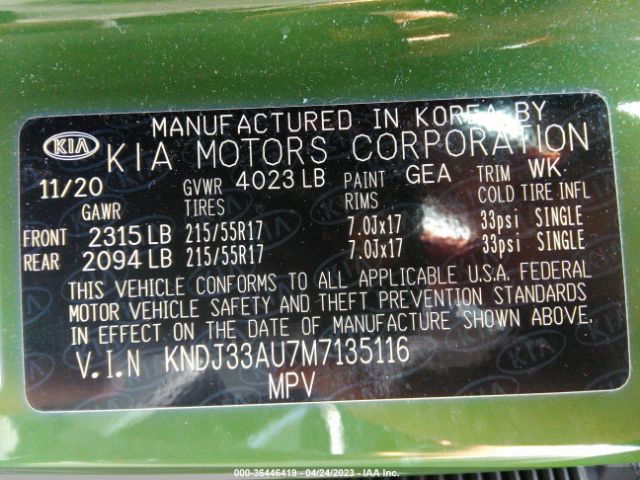 MANUFACTURED IN KOREA BY
KIA KIA MOTORS CORPORATION
11/20 GVWR 4023 LB PAINT GEA TRIM WK
GAWR TIRES RIMS COLD TIRE INFL
FRONT 2315 LB 215/55R17 7.0Jx17 33psi SINGLE
REAR 2094 LB 215/55R17 7.0Jx17 33psi SINGLE
THIS VEHICLE CONFORMS TO ALL APPLICABLE U.S.A. FEDERAL
MOTOR VEHICLE SAFETY AND THEFT PREVENTION STANDARDS
IN EFFECT ON THE DATE OF MANUFACTURE SHOWN ABOVE.
V.I.N KNDJ33AU7M7135116
MPV
000-36446419 - 04/24/2023 - IAA Inc.